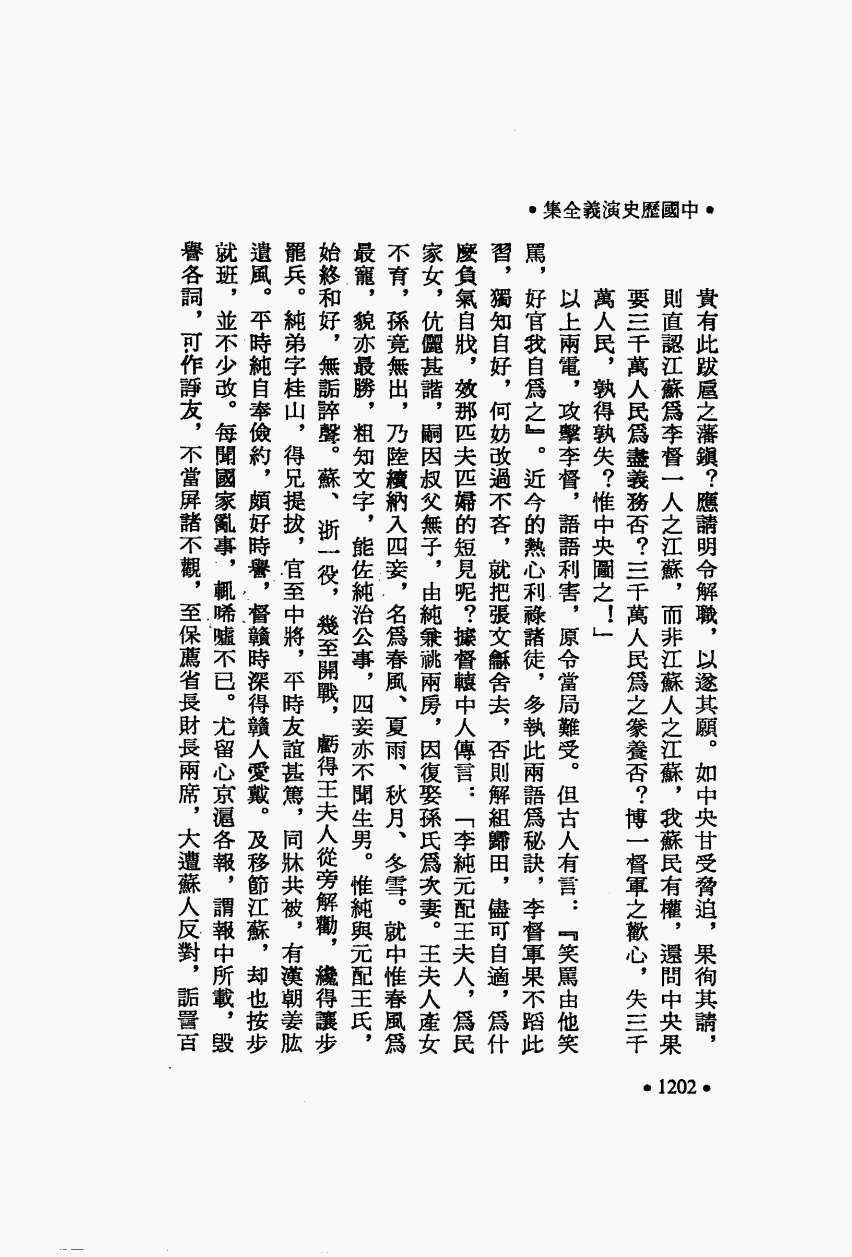 •中國歷史演義全集•
貴有此跋扈之藩鎮？應請明令解職，以遂其願。如中央甘受脅迫，果徇其請，
則直認江蘇爲李督一人之江蘇，而非江蘇人之江蘇，我蘇民有權，還問中央果
要三千萬人民爲盡義務否？三千萬人民爲之豢養否？博一督軍之歡心，失三千
萬人民，孰得孰失？惟中央圖之！」
以上兩電，攻擊李督，語語利害，原令當局難受。但古人有言：『笑罵由他笑
罵，好官我自爲之』。近今的熱心利祿諸徒，多執此兩語爲秘訣，李督軍果不蹈此
習，獨知自好，何妨改過不吝，就把張文龢舍去，否則解組歸田，儘可自適，爲什
麼負氣自戕，效那匹夫匹婦的短見呢？據督轅中人傳言：「李純元配王夫人，爲民
家女，伉儷甚諧，嗣因叔父無子，由純兼祧兩房，因復娶孫氏爲次妻。王夫人產女
不育，孫竟無出，乃陸續納入四妾，名爲春風、夏雨、秋月、冬雪。就中惟春風爲
最寵，貌亦最勝，粗知文字，能佐純治公事，四妾亦不聞生男。惟純與元配王氏，
始終和好，無詬誶聲。蘇、浙一役，幾至開戰，虧得王夫人從旁解勸，纔得讓步
罷兵。純弟字桂山，得兄提拔，官至中將，平時友誼甚篤，同牀共被，有漢朝姜肱
遺風。平時純自奉儉約，頗好時譽，督贛時深得贛人愛戴。及移節江蘇，却也按步
就班，並不少改。每聞國家亂事，輒唏噓不已。尤留心京滬各報，謂報中所載，毀
譽各詞，可作諍友，不當屏諸不觀，至保薦省長財長兩席，大遭蘇人反對，詬詈百
•1202•